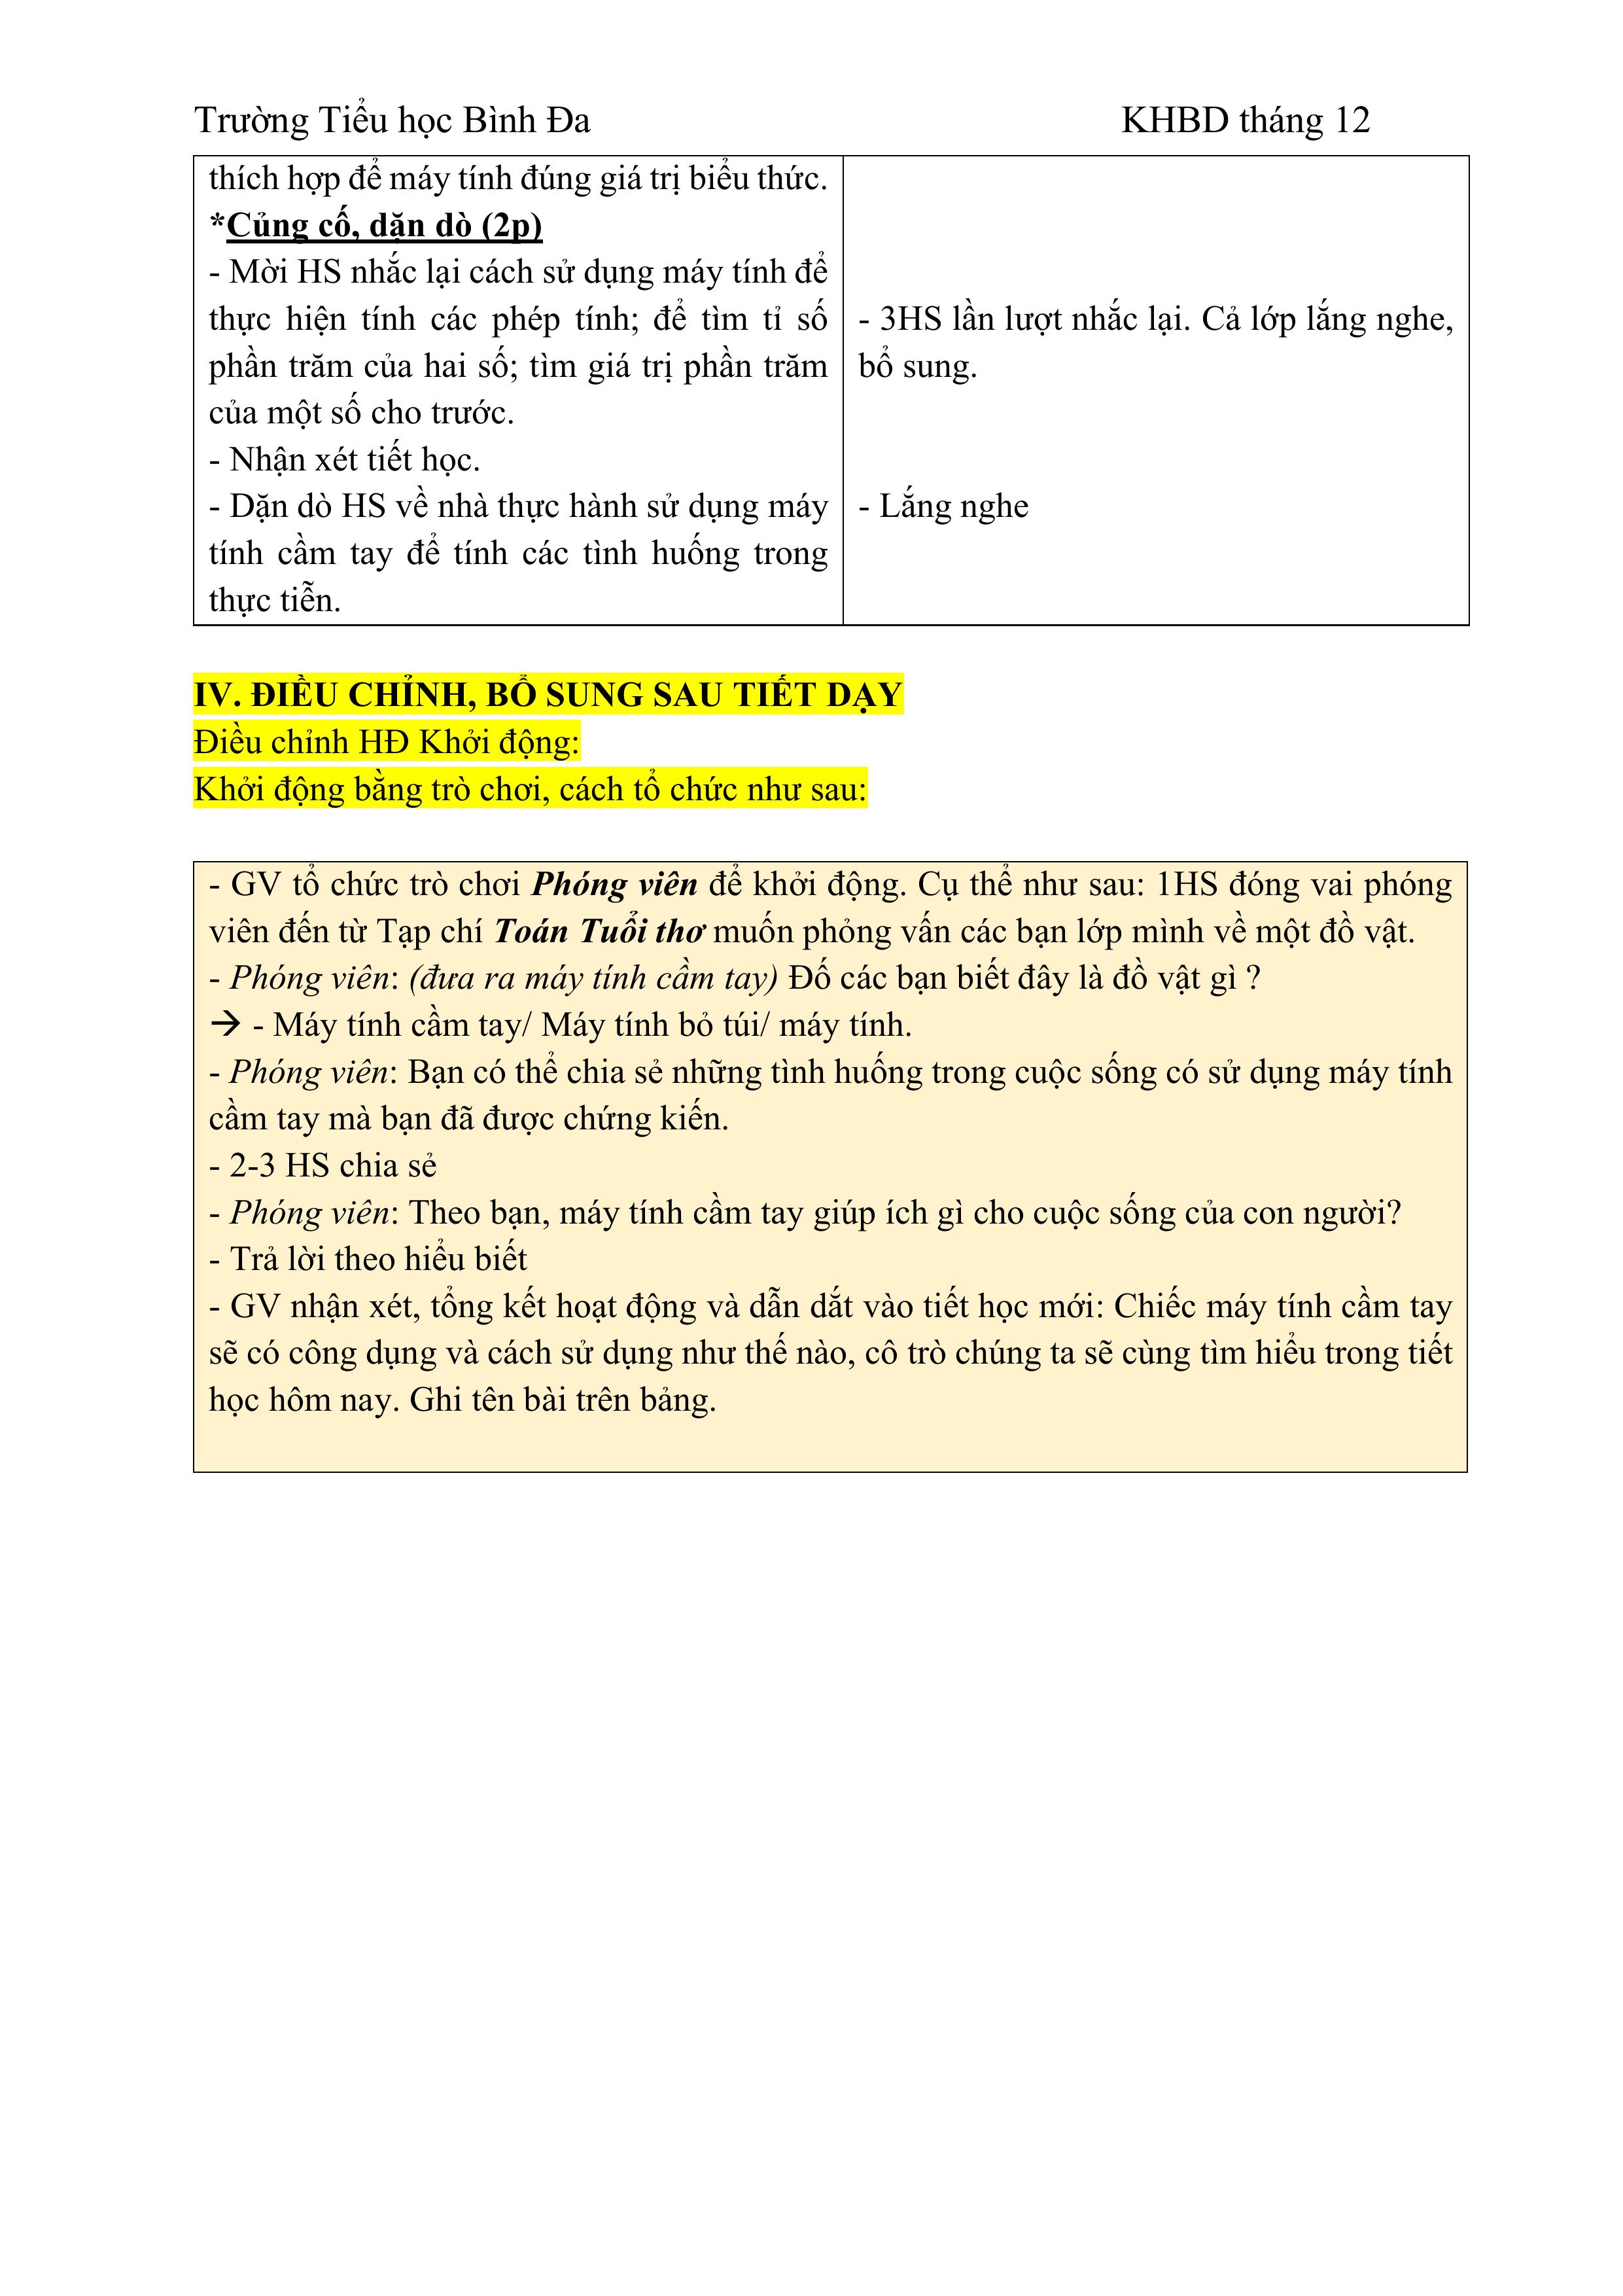 Trường Tiểu học Bình Đa KHBD tháng 12
thích hợp để máy tính đúng giá trị biểu thức.
*Củng cố, dặn dò (2p)
- Mời HS nhắc lại cách sử dụng máy tính để
thực hiện tính các phép tính; để tìm tỉ số
phần trăm của hai số; tìm giá trị phần trăm
của một số cho trước.
- Nhận xét tiết học.
- Dặn dò HS về nhà thực hành sử dụng máy
tính cầm tay để tính các tình huống trong
thực tiễn.
- 3HS lần lượt nhắc lại. Cả lớp lắng nghe,
bổ sung.
- Lắng nghe
IV. ĐIỀU CHỈNH, BỔ SUNG SAU TIẾT DẠY
Điều chỉnh HĐ Khởi động:
Khởi động bằng trò chơi, cách tổ chức như sau:
- GV tổ chức trò chơi Phóng viên để khởi động. Cụ thể như sau: 1HS đóng vai phóng
viên đến từ Tạp chí Toán Tuổi thơ muốn phỏng vấn các bạn lớp mình về một đồ vật.
- Phóng viên: (đưa ra máy tính cầm tay) Đố các bạn biết đây là đồ vật gì ?
→ - Máy tính cầm tay/ Máy tính bỏ túi/ máy tính.
- Phóng viên: Bạn có thể chia sẻ những tình huống trong cuộc sống có sử dụng máy tính
cầm tay mà bạn đã được chứng kiến.
- 2-3 HS chia sẻ
- Phóng viên: Theo bạn, máy tính cầm tay giúp ích gì cho cuộc sống của con người?
- Trả lời theo hiểu biết
- GV nhận xét, tổng kết hoạt động và dẫn dắt vào tiết học mới: Chiếc máy tính cầm tay
sẽ có công dụng và cách sử dụng như thế nào, cô trò chúng ta sẽ cùng tìm hiểu trong tiết
học hôm nay. Ghi tên bài trên bảng.